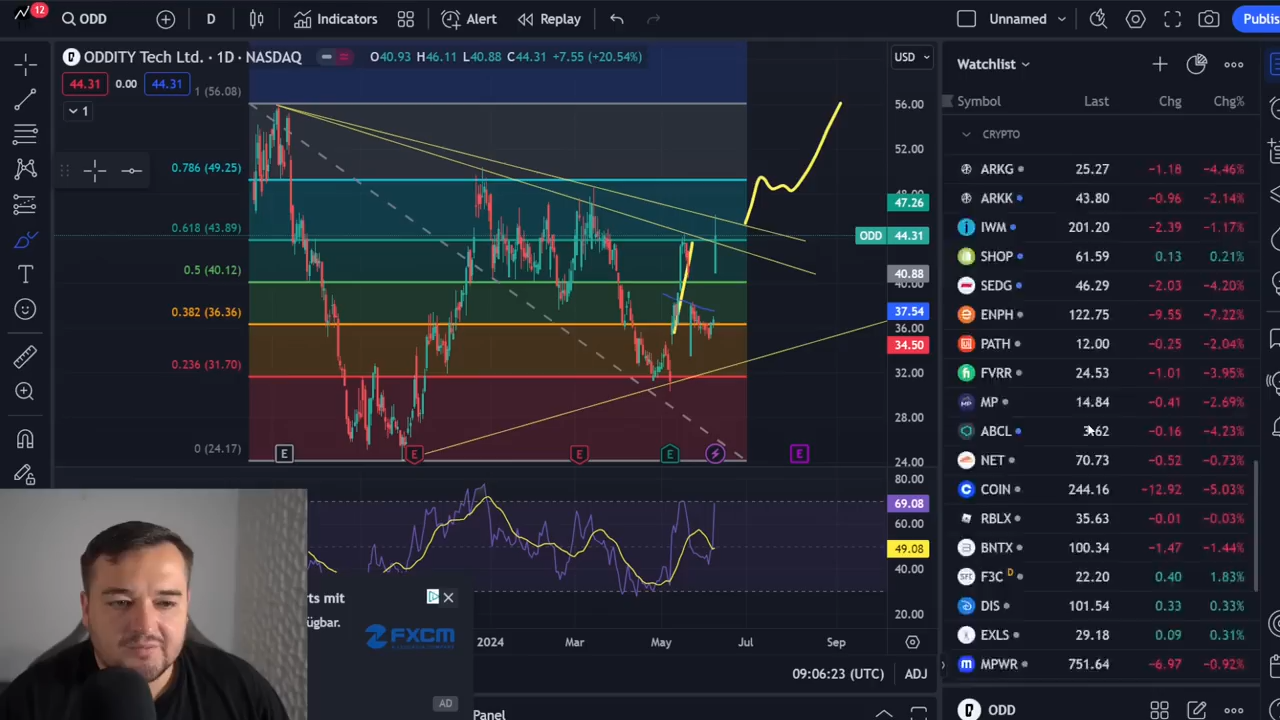 12
ODD
D
Indicators
Alert
Replay
Unnamed
Publis
ODDITY Tech Ltd. · 1D · NASDAQ
O40.93 H46.11 L40.88 C44.31 +7.55 (+20.54%)
USD
44.31 0.00 44.31
1
1 (56.08)
0.786 (49.25)
0.618 (43.89)
0.5 (40.12)
0.382 (36.36)
0.236 (31.70)
0 (24.17)
56.00
52.00
48.00
47.26
ODD 44.31
40.88
40.00
37.54
36.00
34.50
32.00
28.00
24.00
E E E E E
80.00
69.08
60.00
49.08
40.00
20.00
2024 Mar May Jul Sep
09:06:23 (UTC) ADJ
Panel
rts mit
ügbar.
FXCM
AD
Watchlist
Symbol Last Chg Chg%
CRYPTO
ARKG 25.27 −1.18 −4.46%
ARKK 43.80 −0.96 −2.14%
IWM 201.20 −2.39 −1.17%
SHOP 61.59 0.13 0.21%
SEDG 46.29 −2.03 −4.20%
ENPH 122.75 −9.55 −7.22%
PATH 12.00 −0.25 −2.04%
FVRR 24.53 −1.01 −3.95%
MP 14.84 −0.41 −2.69%
ABCL 3.62 −0.16 −4.23%
NET 70.73 −0.52 −0.73%
COIN 244.16 −12.92 −5.03%
RBLX 35.63 −0.01 −0.03%
BNTX 100.34 −1.47 −1.44%
F3C D 22.20 0.40 1.83%
DIS 101.54 0.33 0.33%
EXLS 29.18 0.09 0.31%
MPWR 751.64 −6.97 −0.92%
ODD